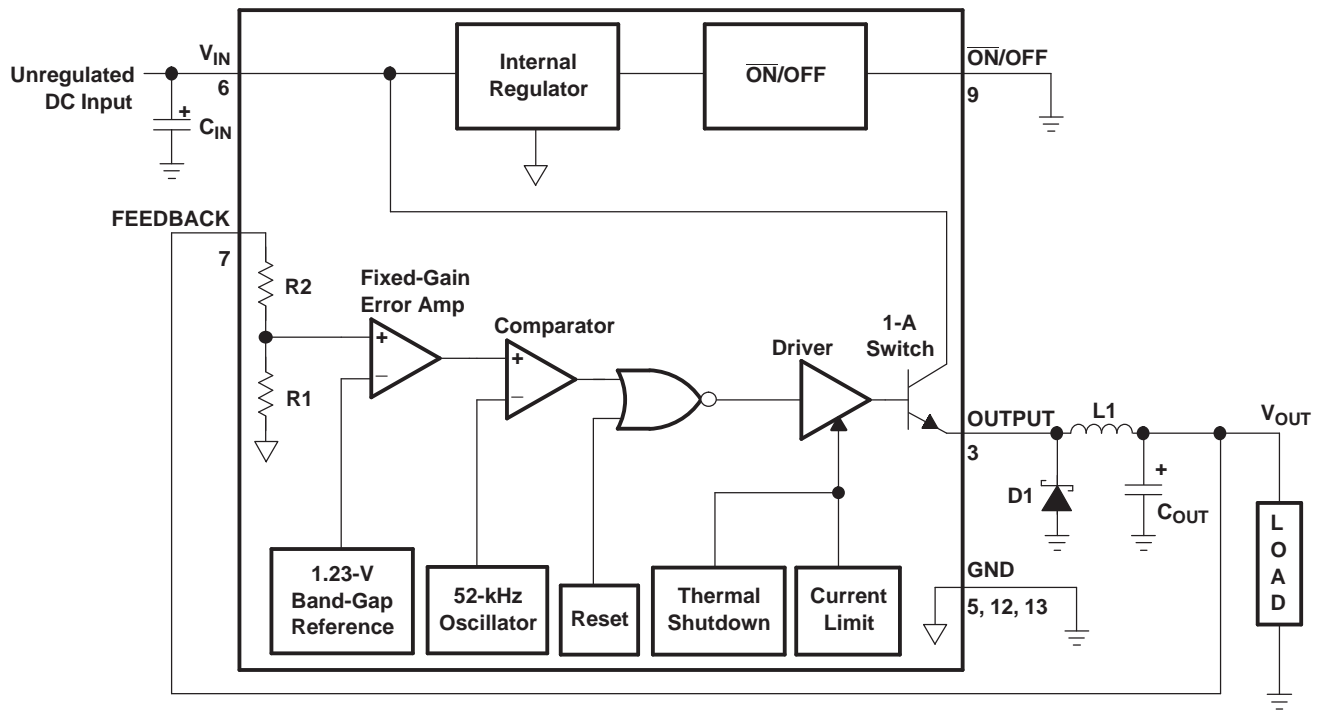 V_IN
6
Unregulated
DC Input
+
C_IN
Internal
Regulator
ON/OFF
ON/OFF
9
FEEDBACK
7
R2
R1
Fixed-Gain
Error Amp
+
–
Comparator
+
–
Driver
1-A
Switch
OUTPUT
3
L1
V_OUT
D1
+
C_OUT
L
O
A
D
1.23-V
Band-Gap
Reference
52-kHz
Oscillator
Reset
Thermal
Shutdown
Current
Limit
GND
5, 12, 13